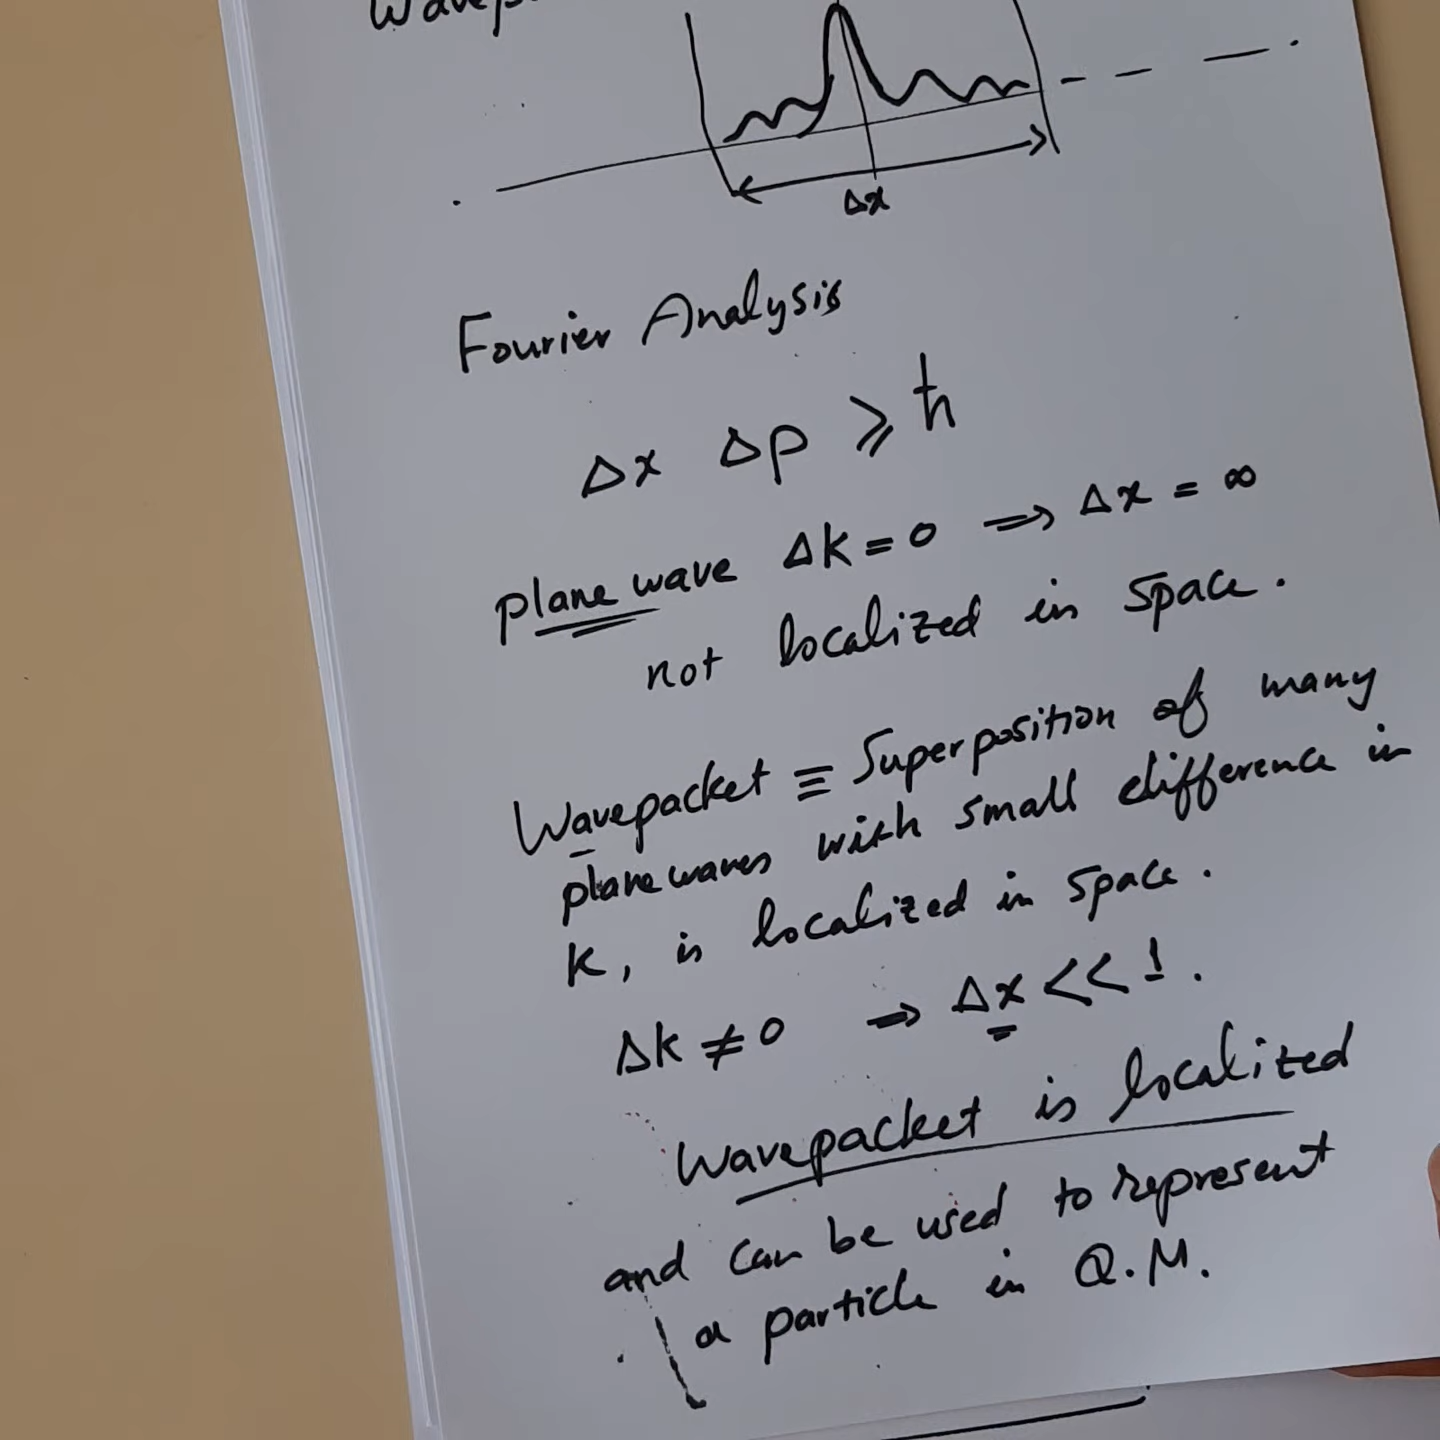 Δx
Fourier Analysis
Δx Δp ⩾ ħ
plane wave Δk = 0 ⇒ Δx = ∞
not localized in space.
Wavepacket ≡ Superposition of many
plane waves with small difference in
k, is localized in space.
Δk ≠ 0 ⇒ Δx << 1.
Wavepacket is localized
and can be used to represent
a particle in Q.M.